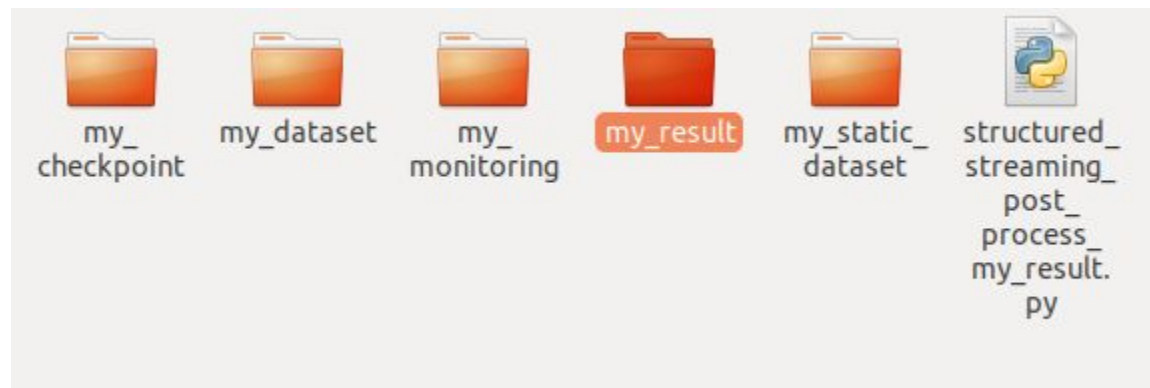 my_
checkpoint
my_dataset
my_
monitoring
my_result
my_static_
dataset
structured_
streaming_
post_
process_
my_result.
py